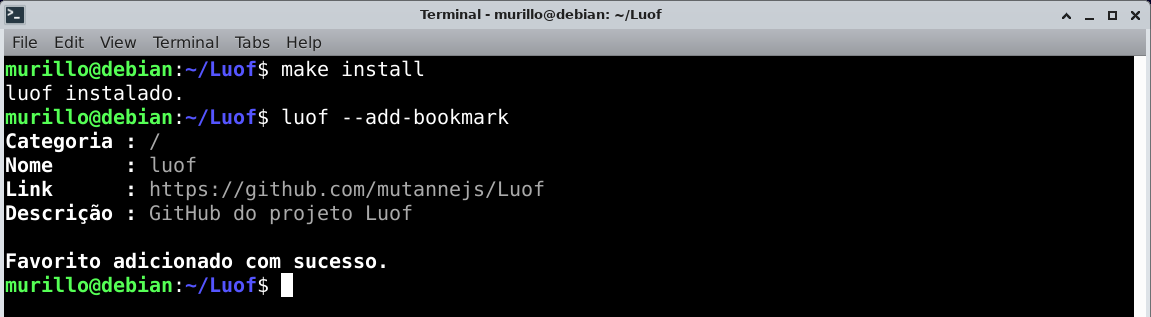 Terminal - murillo@debian: ~/Luof
File Edit View Terminal Tabs Help
murillo@debian:~/Luof$ make install
luof instalado.
murillo@debian:~/Luof$ luof --add-bookmark
Categoria : /
Nome      : luof
Link      : https://github.com/mutannejs/Luof
Descrição : GitHub do projeto Luof
Favorito adicionado com sucesso.
murillo@debian:~/Luof$